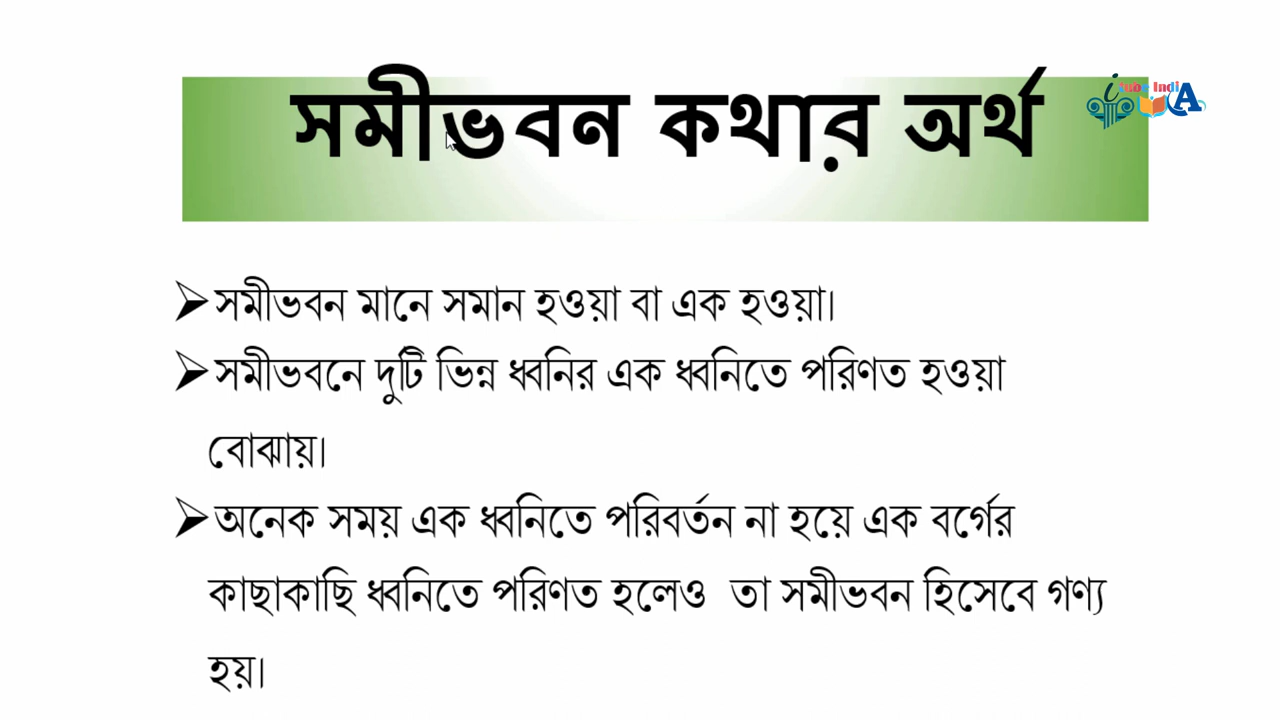 সমীভবন কথার অর্থ
সমীভবন মানে সমান হওয়া বা এক হওয়া।
সমীভবনে দুটি ভিন্ন ধ্বনির এক ধ্বনিতে পরিণত হওয়া
বোঝায়।
অনেক সময় এক ধ্বনিতে পরিবর্তন না হয়ে এক বর্গের
কাছাকাছি ধ্বনিতে পরিণত হলেও তা সমীভবন হিসেবে গণ্য
হয়।